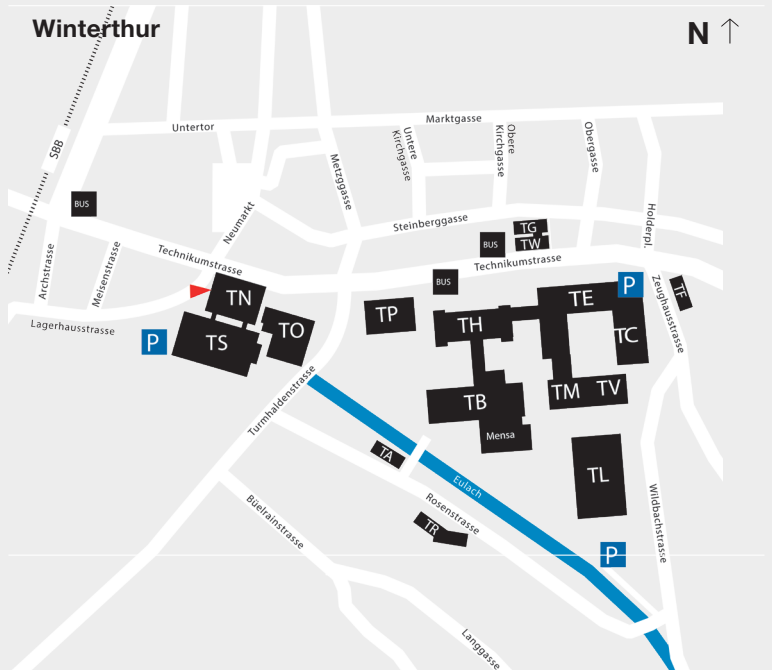 Winterthur
N
SBB
Untertor
Marktgasse
Untere
Kirchgasse
Obere
Kirchgasse
Obergasse
Metzggasse
Holderpl.
BUS
Neumarkt
Steinberggasse
TG
TW
BUS
Technikumstrasse
Technikumstrasse
Archstrasse
Meisenstrasse
BUS
P
TE
TF
Zeughausstrasse
TN
TP
TH
TO
TS
TC
Lagerhausstrasse
P
TM
TV
TB
Mensa
Turmhaldenstrasse
TA
TL
Eulach
Rosenstrasse
TR
Büelrainstrasse
Wildbachstrasse
P
Langgasse